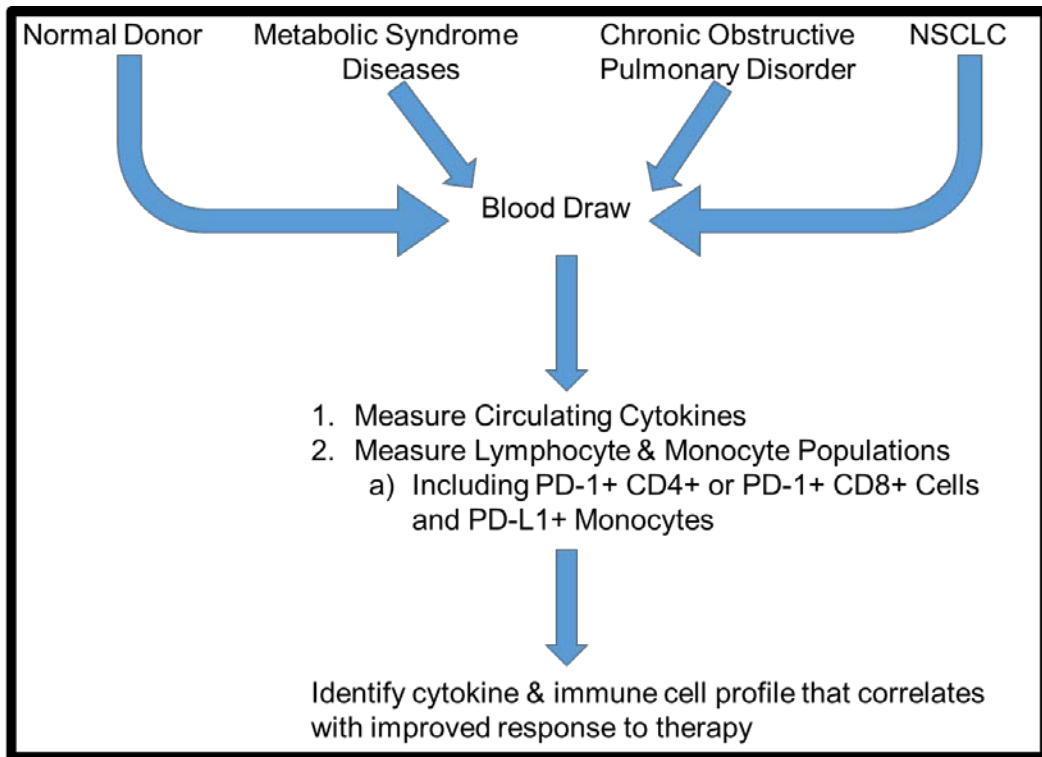 Normal Donor
Metabolic Syndrome
Diseases
Chronic Obstructive
Pulmonary Disorder
NSCLC
Blood Draw
1. Measure Circulating Cytokines
2. Measure Lymphocyte & Monocyte Populations
a) Including PD-1+ CD4+ or PD-1+ CD8+ Cells
and PD-L1+ Monocytes
Identify cytokine & immune cell profile that correlates
with improved response to therapy